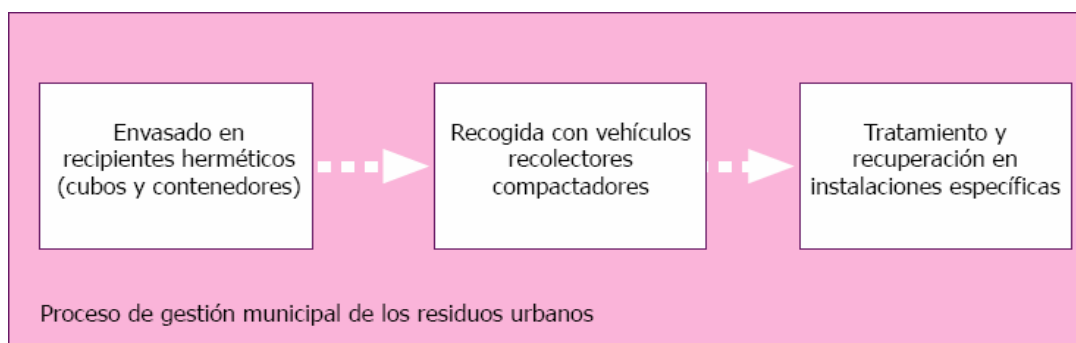 Envasado en
recipientes herméticos
(cubos y contenedores)
Recogida con vehículos
recolectores
compactadores
Tratamiento y
recuperación en
instalaciones específicas
Proceso de gestión municipal de los residuos urbanos